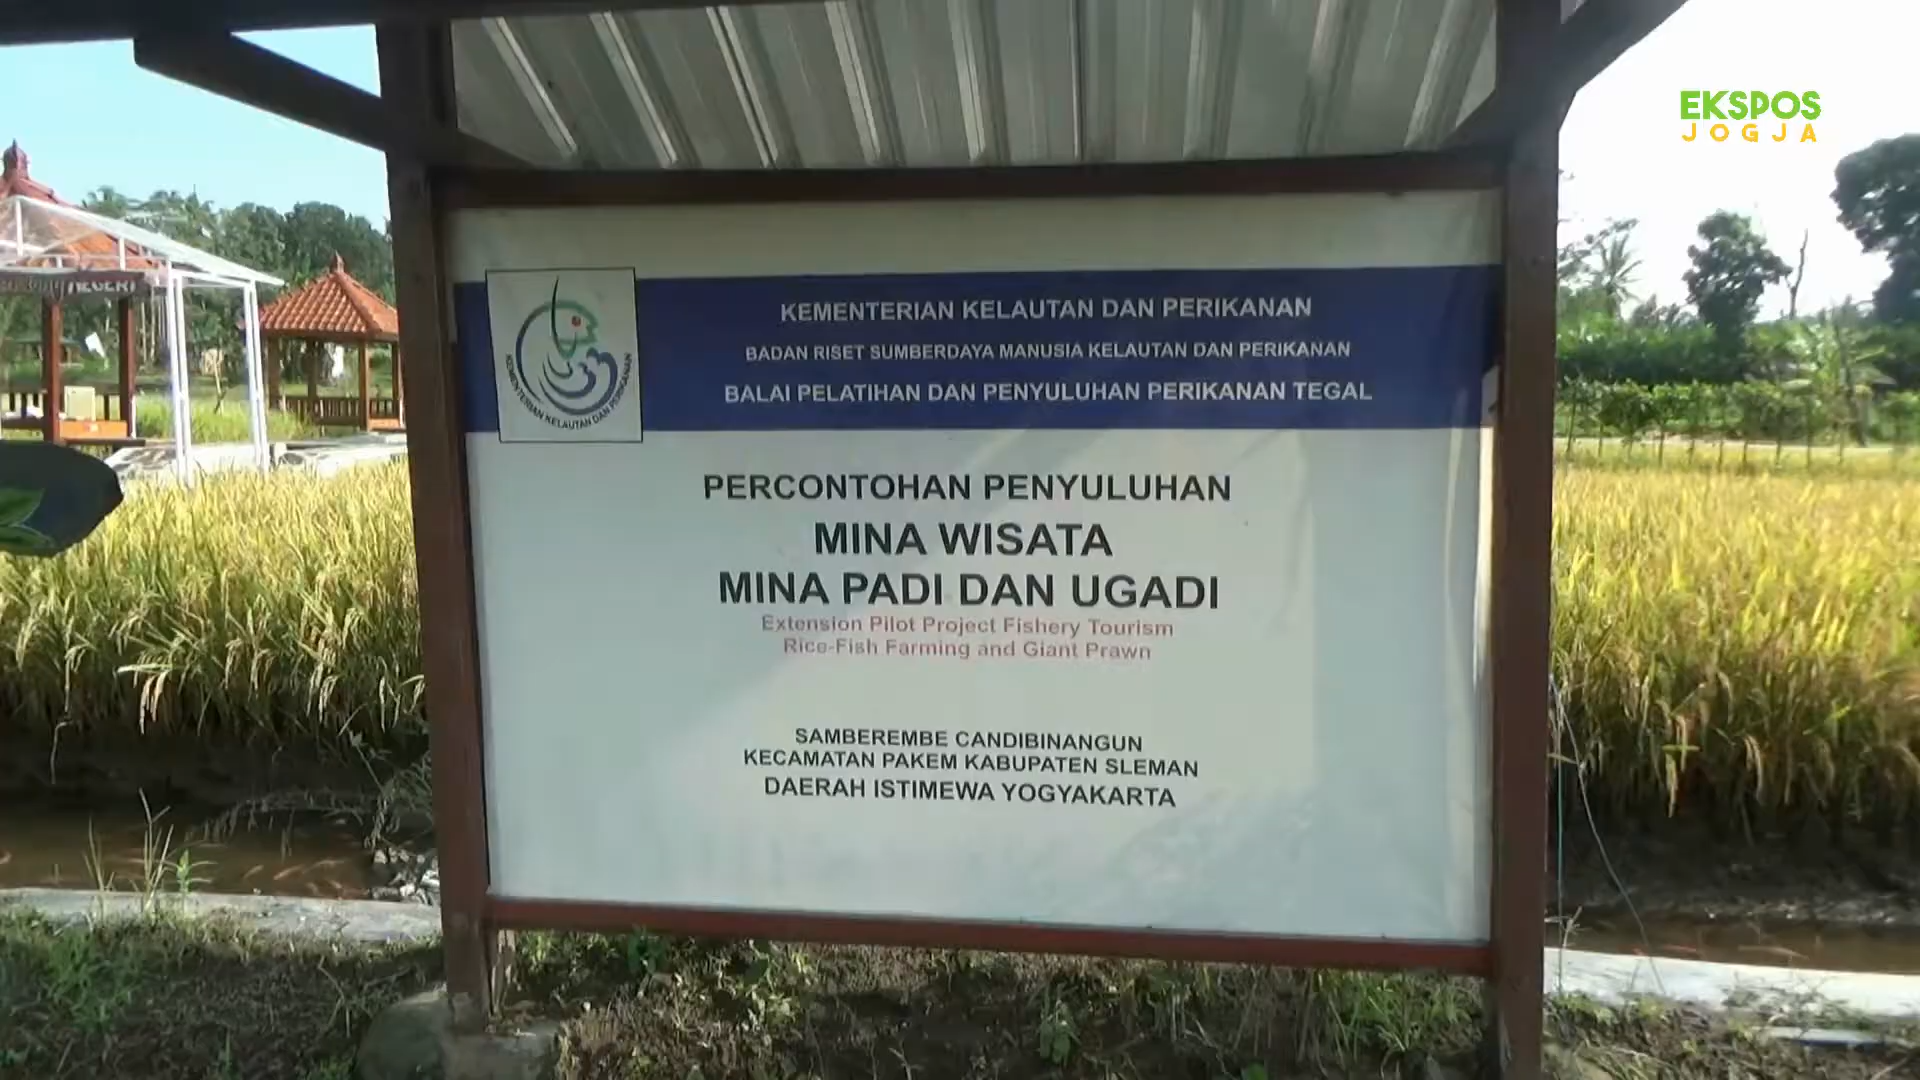 EKSPOS
JOGJA
NEGERI
KEMENTERIAN KELAUTAN DAN PERIKANAN
BADAN RISET SUMBERDAYA MANUSIA KELAUTAN DAN PERIKANAN
BALAI PELATIHAN DAN PENYULUHAN PERIKANAN TEGAL
KEMENTERIAN KELAUTAN DAN PERIKANAN
PERCONTOHAN PENYULUHAN
MINA WISATA
MINA PADI DAN UGADI
Extension Pilot Project Fishery Tourism
Rice-Fish Farming and Giant Prawn
SAMBEREMBE CANDIBINANGUN
KECAMATAN PAKEM KABUPATEN SLEMAN
DAERAH ISTIMEWA YOGYAKARTA